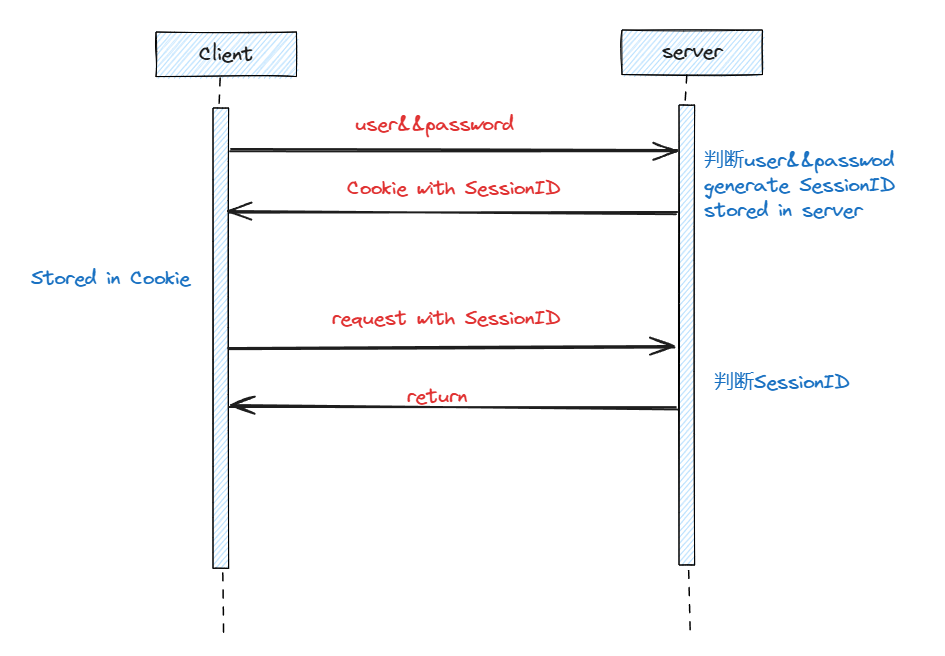 Client
server
user&&password
判断user&&passwod
generate SessionID
stored in server
Cookie with SessionID
Stored in Cookie
request with SessionID
判断SessionID
return